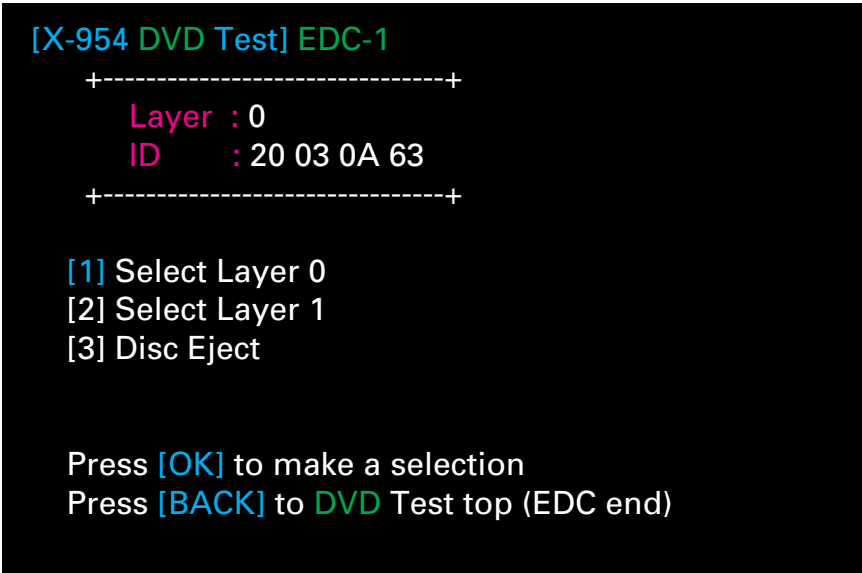 [X-954 DVD Test] EDC-1
+--------------------------------+
Layer : 0
ID : 20 03 0A 63
+--------------------------------+
[1] Select Layer 0
[2] Select Layer 1
[3] Disc Eject
Press [OK] to make a selection
Press [BACK] to DVD Test top (EDC end)